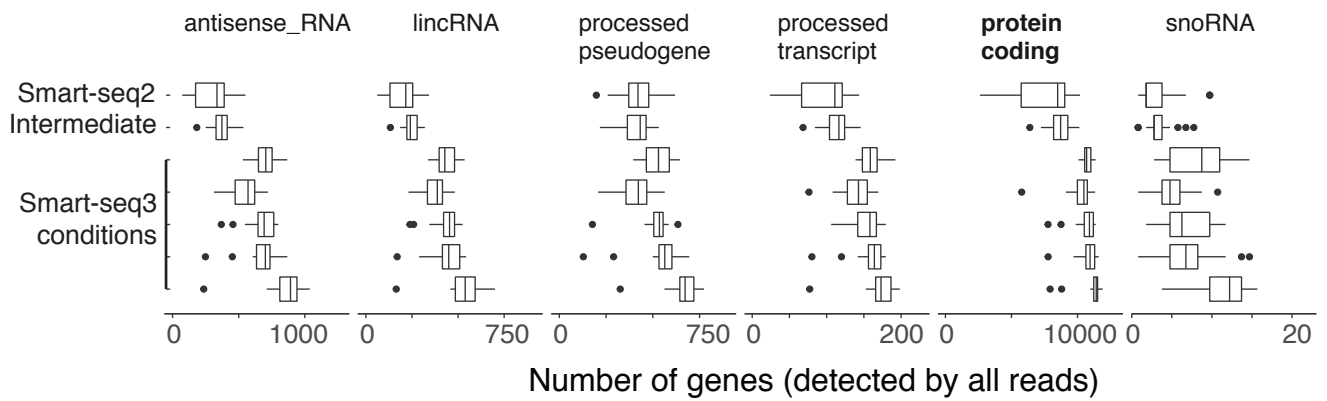 antisense_RNA
lincRNA
processed
pseudogene
processed
transcript
protein
coding
snoRNA
Smart-seq2
Intermediate
Smart-seq3
conditions
0 1000 0 750 0 750 0 200 0 10000 0 20
Number of genes (detected by all reads)